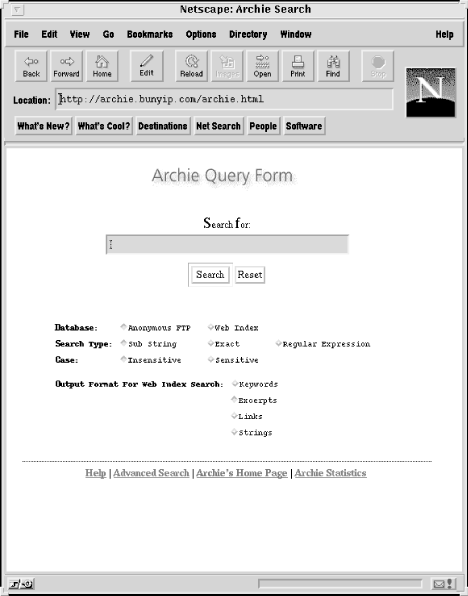 Netscape: Archie Search
File Edit View Go Bookmarks Options Directory Window Help
Back Forward Home Edit Reload Images Open Print Find Stop
Location: http://archie.bunyip.com/archie.html
N
What's New? What's Cool? Destinations Net Search People Software
Archie Query Form
Search for:
Search Reset
Database: Anonymous FTP Web Index
Search Type: Sub String Exact Regular Expression
Case: Insensitive Sensitive
Output Format For Web Index Search: Keywords
Excerpts
Links
Strings
Help | Advanced Search | Archie's Home Page | Archie Statistics